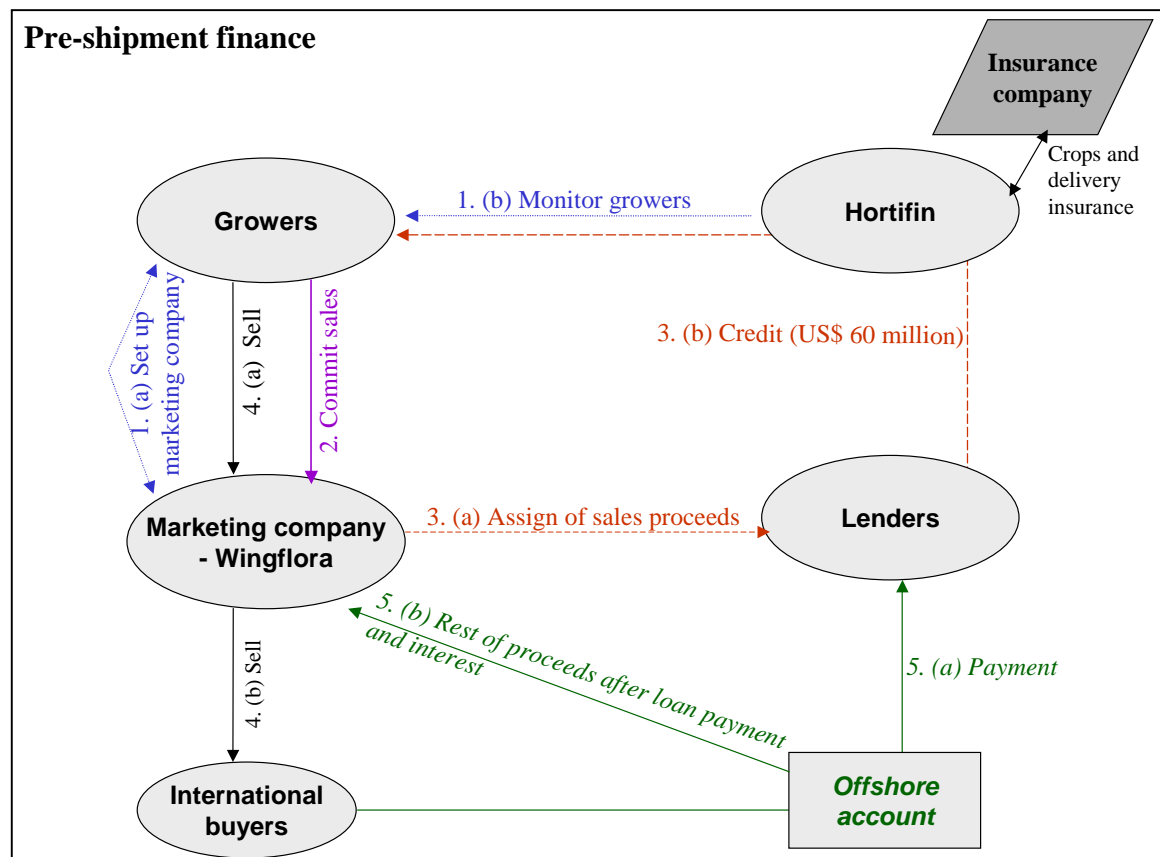 Pre-shipment finance
Insurance
company
Crops and
delivery
insurance
1. (b) Monitor growers
Growers
Hortifin
1. (a) Set up
marketing company
4. (a) Sell
2. Commit sales
3. (b) Credit (US$ 60 million)
Marketing company
- Wingflora
3. (a) Assign of sales proceeds
Lenders
5. (b) Rest of proceeds after loan payment
and interest
5. (a) Payment
4. (b) Sell
International
buyers
Offshore
account